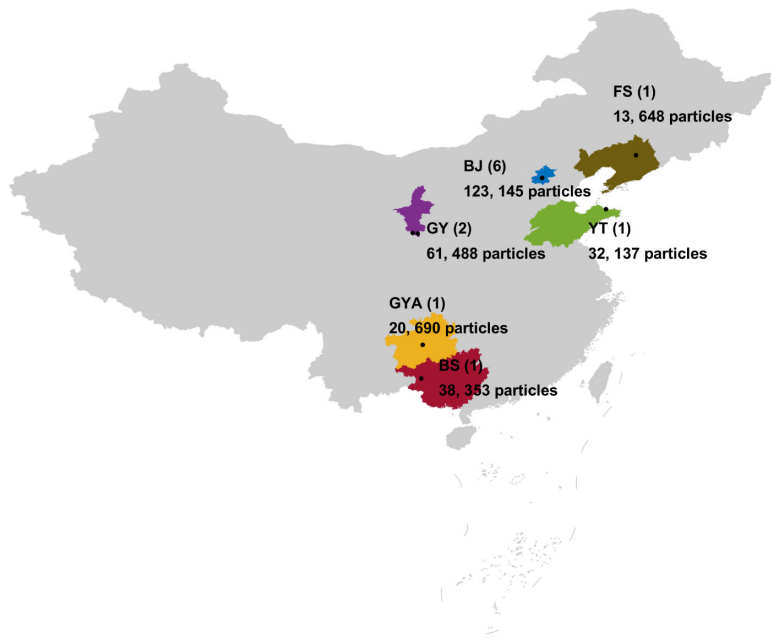 FS (1)
13, 648 particles
BJ (6)
123, 145 particles
GY (2)
61, 488 particles
YT (1)
32, 137 particles
GYA (1)
20, 690 particles
BS (1)
38, 353 particles